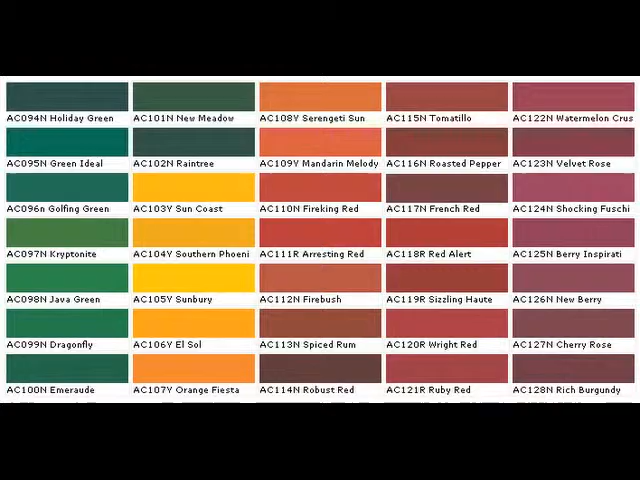 AC094N Holiday Green
AC101N New Meadow
AC108Y Serengeti Sun
AC115N Tomatillo
AC122N Watermelon Crus
AC095N Green Ideal
AC102N Raintree
AC109Y Mandarin Melody
AC116N Roasted Pepper
AC123N Velvet Rose
AC096n Golfing Green
AC103Y Sun Coast
AC110N Fireking Red
AC117N French Red
AC124N Shocking Fuschi
AC097N Kryptonite
AC104Y Southern Phoeni
AC111R Arresting Red
AC118R Red Alert
AC125N Berry Inspirati
AC098N Java Green
AC105Y Sunbury
AC112N Firebush
AC119R Sizzling Haute
AC126N New Berry
AC099N Dragonfly
AC106Y El Sol
AC113N Spiced Rum
AC120R Wright Red
AC127N Cherry Rose
AC100N Emeraude
AC107Y Orange Fiesta
AC114N Robust Red
AC121R Ruby Red
AC128N Rich Burgundy